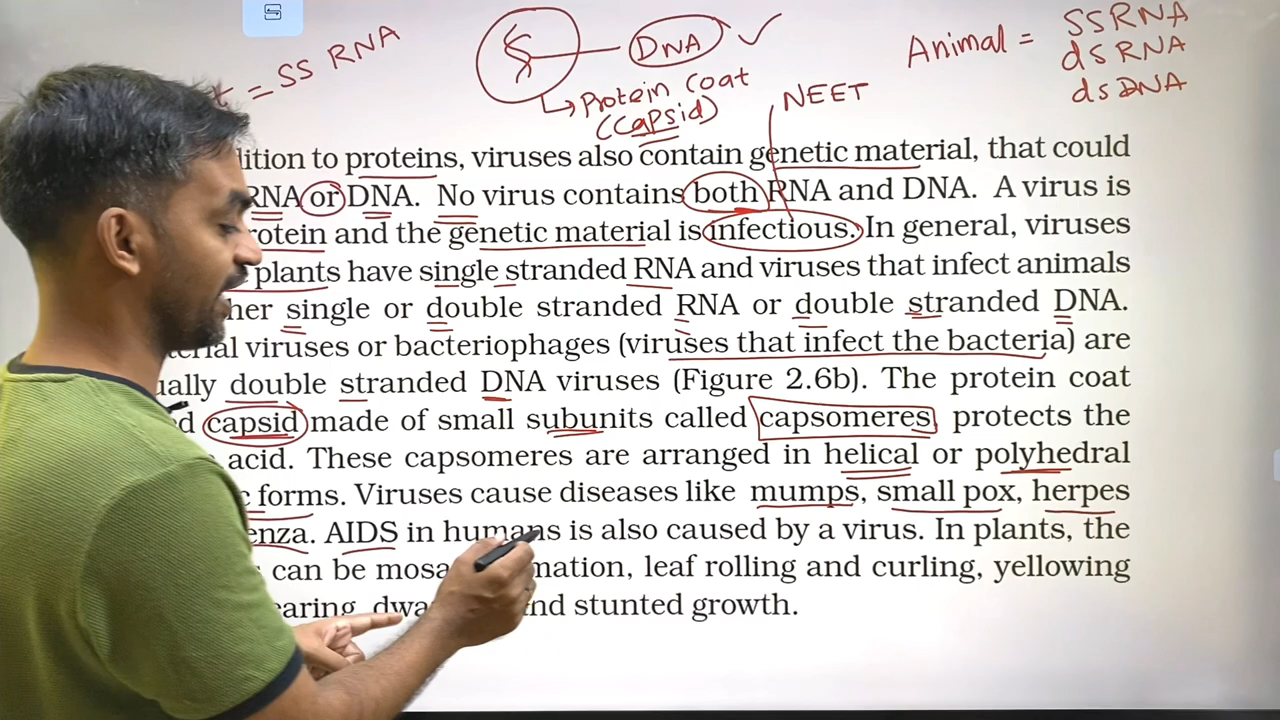 t = SS RNA
DNA ✓
Protein Coat
(Capsid)
NEET
Animal = SSRNA
dSRNA
dsDNA
dition to proteins, viruses also contain genetic material, that could
RNA or DNA. No virus contains both RNA and DNA. A virus is
rotein and the genetic material is infectious. In general, viruses
plants have single stranded RNA and viruses that infect animals
her single or double stranded RNA or double stranded DNA.
rial viruses or bacteriophages (viruses that infect the bacteria) are
ually double stranded DNA viruses (Figure 2.6b). The protein coat
d capsid made of small subunits called capsomeres, protects the
acid. These capsomeres are arranged in helical or polyhedral
c forms. Viruses cause diseases like mumps, small pox, herpes
enza. AIDS in humans is also caused by a virus. In plants, the
can be mosa mation, leaf rolling and curling, yellowing
earing, dwa nd stunted growth.